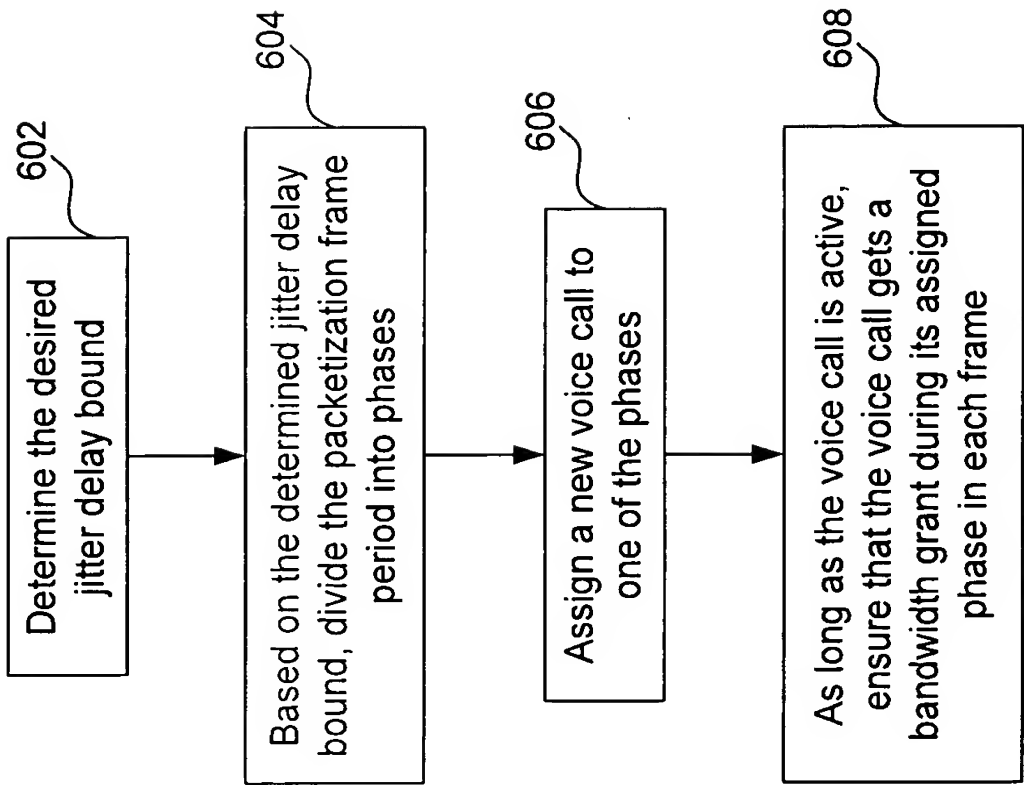 602
Determine the desired
jitter delay bound
604
Based on the determined jitter delay
bound, divide the packetization frame
period into phases
606
Assign a new voice call to
one of the phases
608
As long as the voice call is active,
ensure that the voice call gets a
bandwidth grant during its assigned
phase in each frame